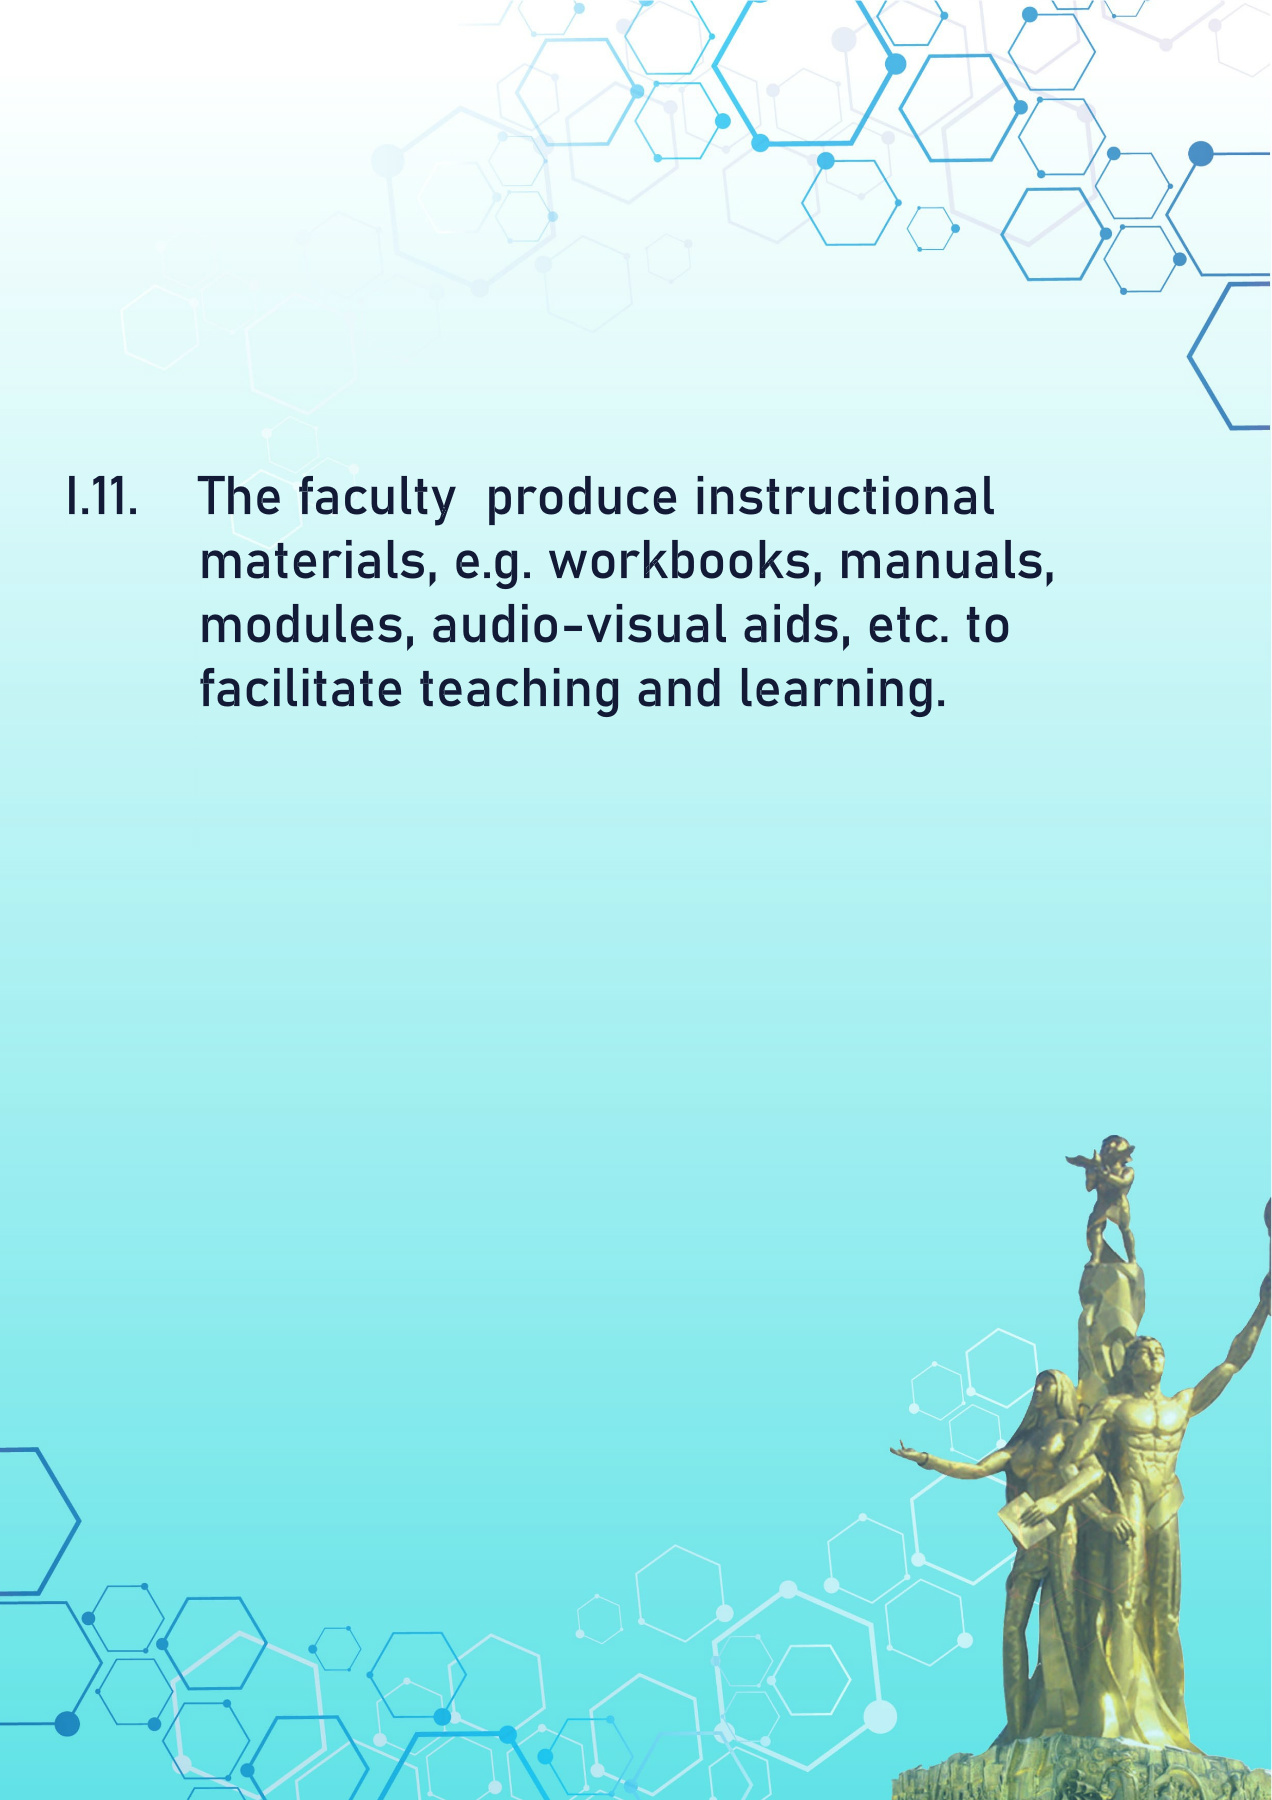 I.11. The faculty produce instructional
materials, e.g. workbooks, manuals,
modules, audio-visual aids, etc. to
facilitate teaching and learning.